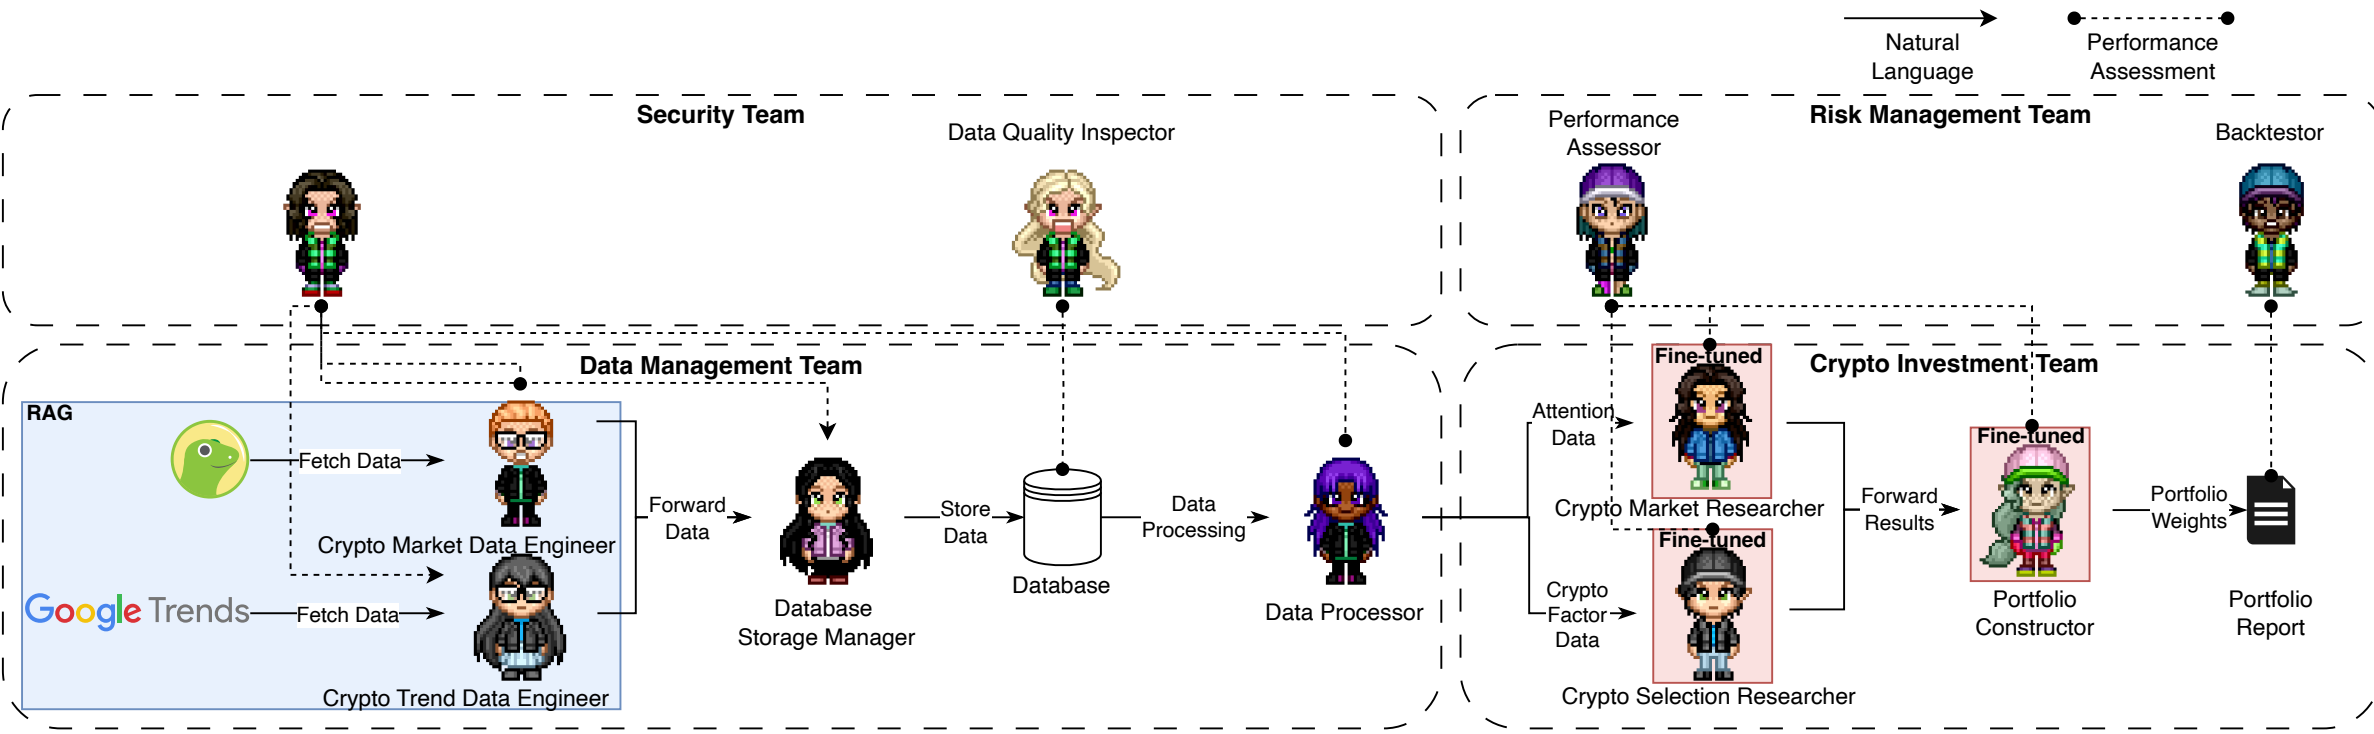 Natural
Language
Performance
Assessment
Security Team
Data Quality Inspector
Risk Management Team
Performance
Assessor
Backtestor
Data Management Team
RAG
Fetch Data
Crypto Market Data Engineer
Google Trends
Fetch Data
Crypto Trend Data Engineer
Forward
Data
Database
Storage Manager
Store
Data
Database
Data
Processing
Data Processor
Crypto Investment Team
Attention
Data
Fine-tuned
Crypto Market Researcher
Crypto
Factor
Data
Fine-tuned
Crypto Selection Researcher
Forward
Results
Fine-tuned
Portfolio
Constructor
Portfolio
Weights
Portfolio
Report